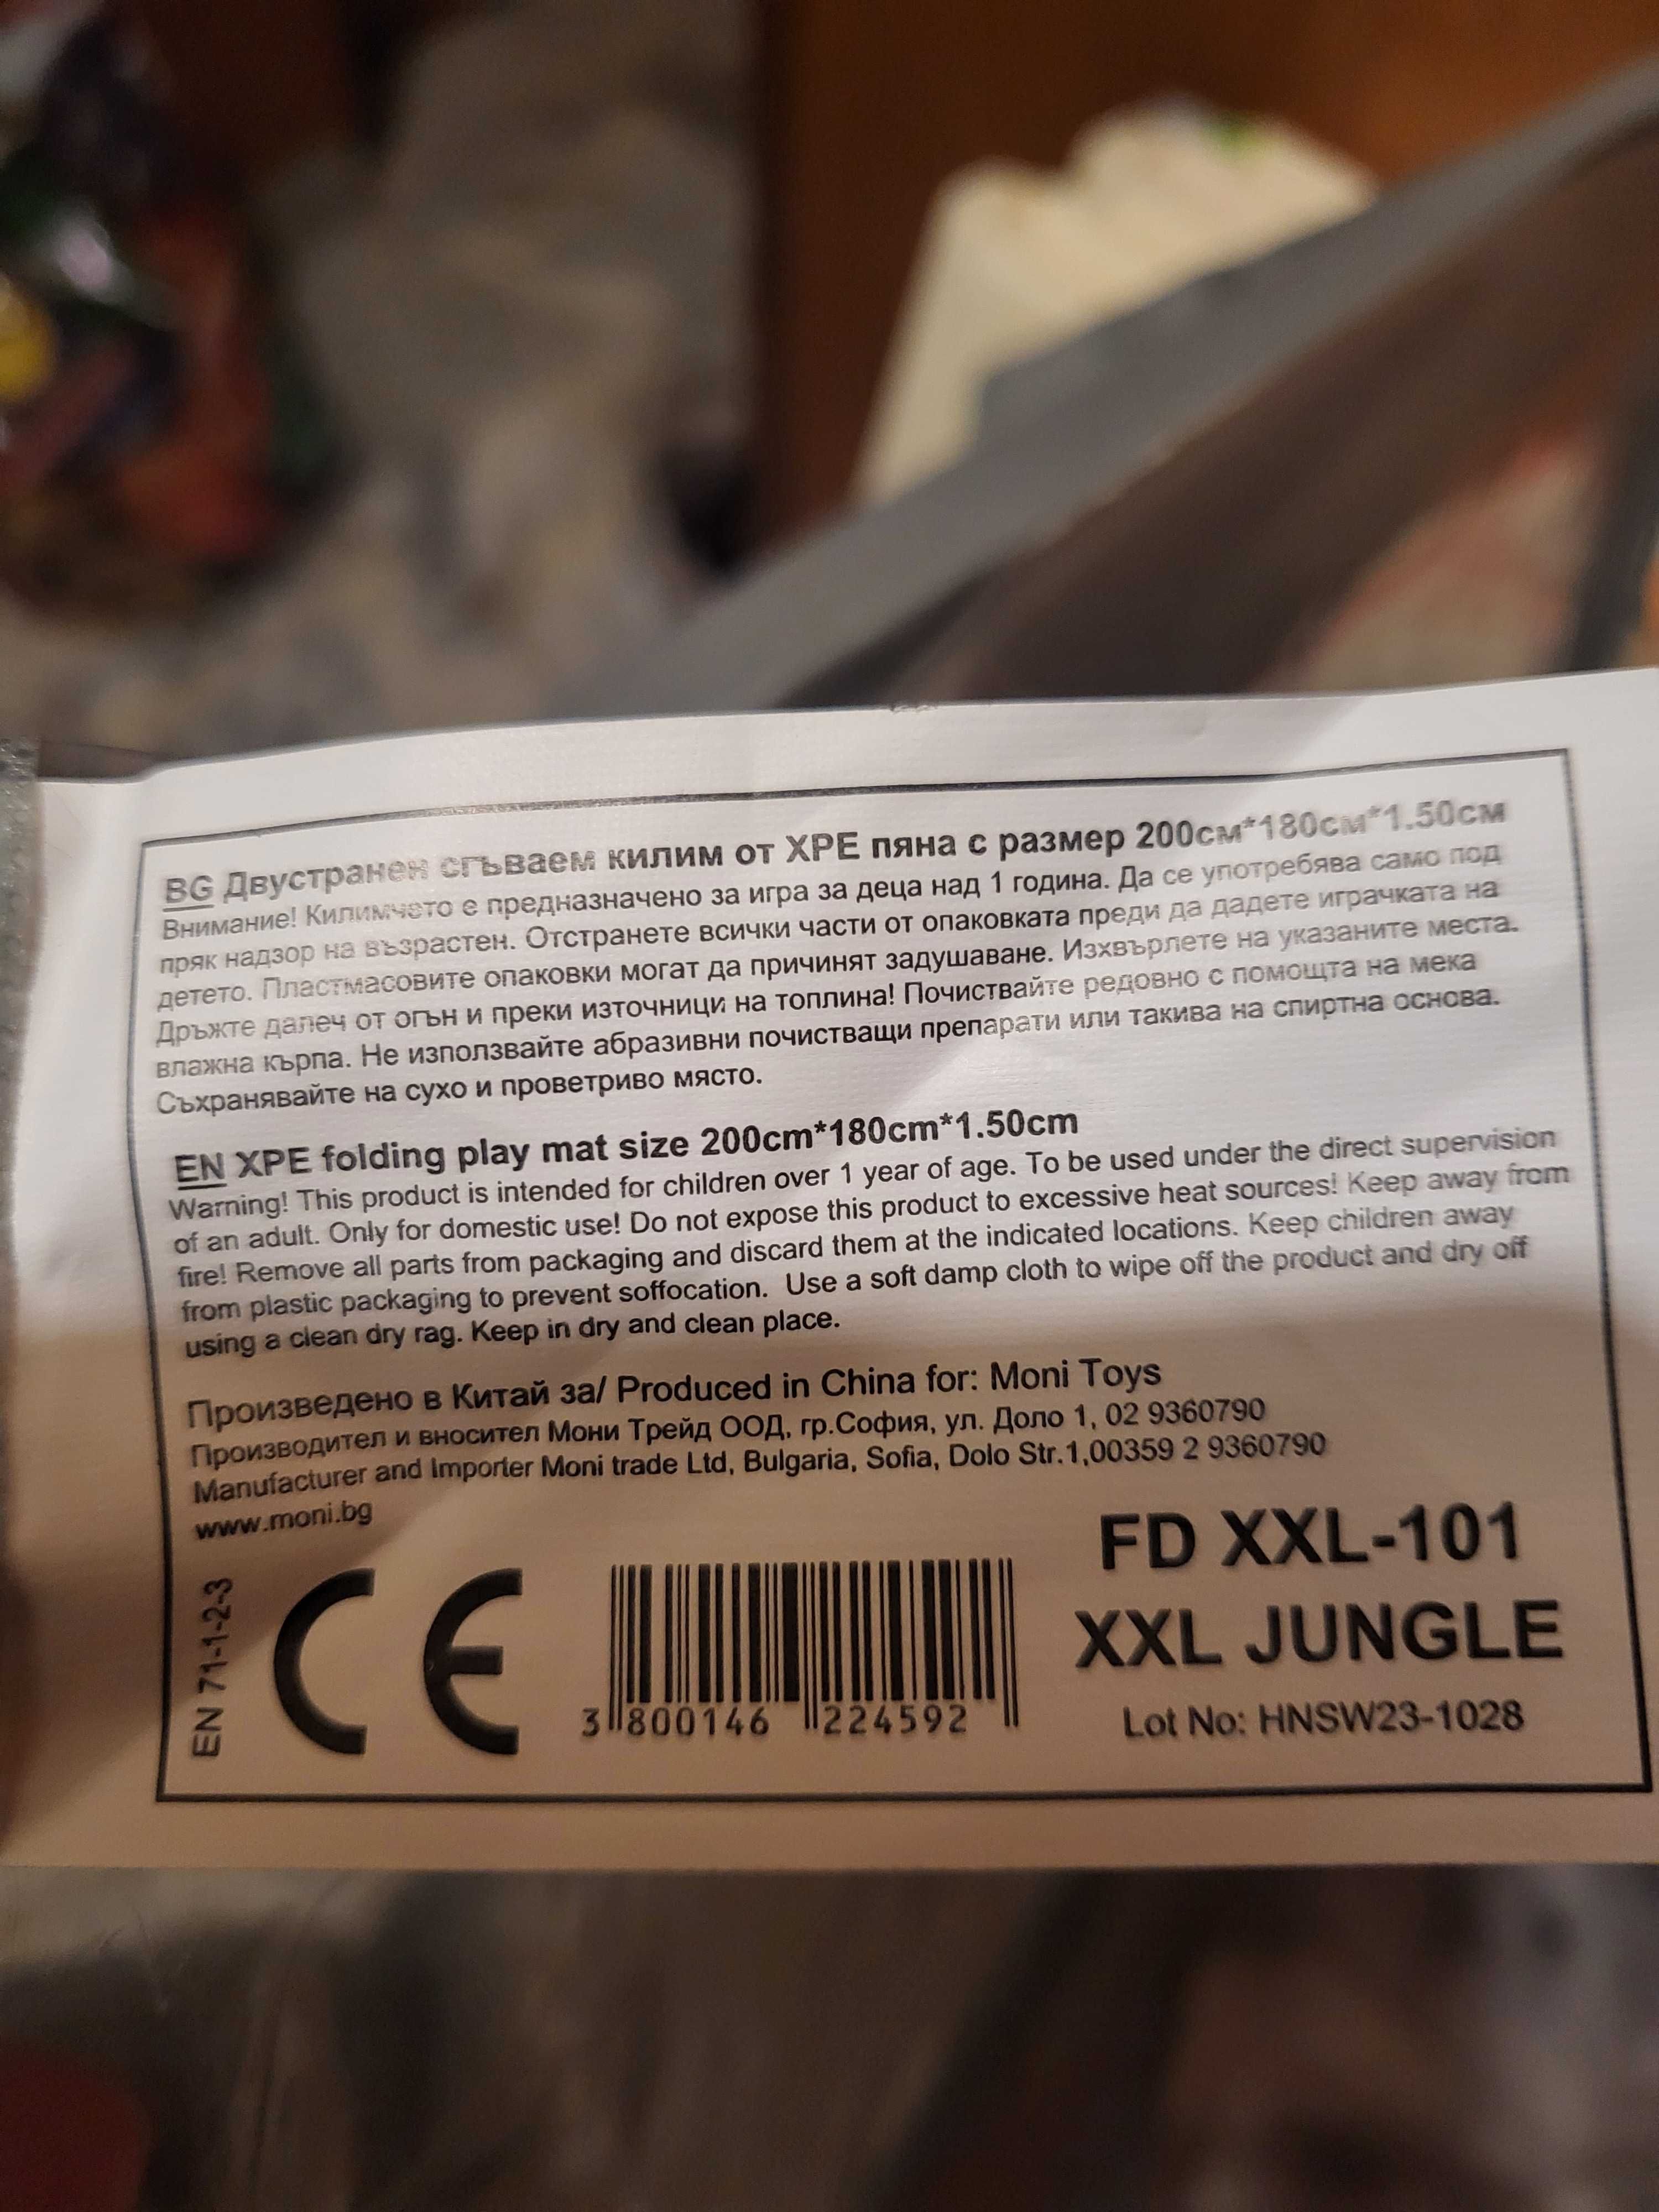 BG Двустранен сгъваем килим от XPE пяна с размер 200см*180см*1.50см
Внимание! Килимчето е предназначено за игра за деца над 1 година. Да се употребява само под
пряк надзор на възрастен. Отстранете всички части от опаковката преди да дадете играчката на
детето. Пластмасовите опаковки могат да причинят задушаване. Изхвърлете на указаните места.
Дръжте далеч от огън и преки източници на топлина! Почиствайте редовно с помощта на мека
влажна кърпа. Не използвайте абразивни почистващи препарати или такива на спиртна основа.
Съхранявайте на сухо и проветриво място.
EN XPE folding play mat size 200cm*180cm*1.50cm
Warning! This product is intended for children over 1 year of age. To be used under the direct supervision
of an adult. Only for domestic use! Do not expose this product to excessive heat sources! Keep away from
fire! Remove all parts from packaging and discard them at the indicated locations. Keep children away
from plastic packaging to prevent soffocation. Use a soft damp cloth to wipe off the product and dry off
using a clean dry rag. Keep in dry and clean place.
Произведено в Китай за/ Produced in China for: Moni Toys
Производител и вносител Мони Трейд ООД, гр.София, ул. Доло 1, 02 9360790
Manufacturer and Importer Moni trade Ltd, Bulgaria, Sofia, Dolo Str.1,00359 2 9360790
www.moni.bg
EN 71-1-2-3
CE
3 800146 224592
FD XXL-101
XXL JUNGLE
Lot No: HNSW23-1028